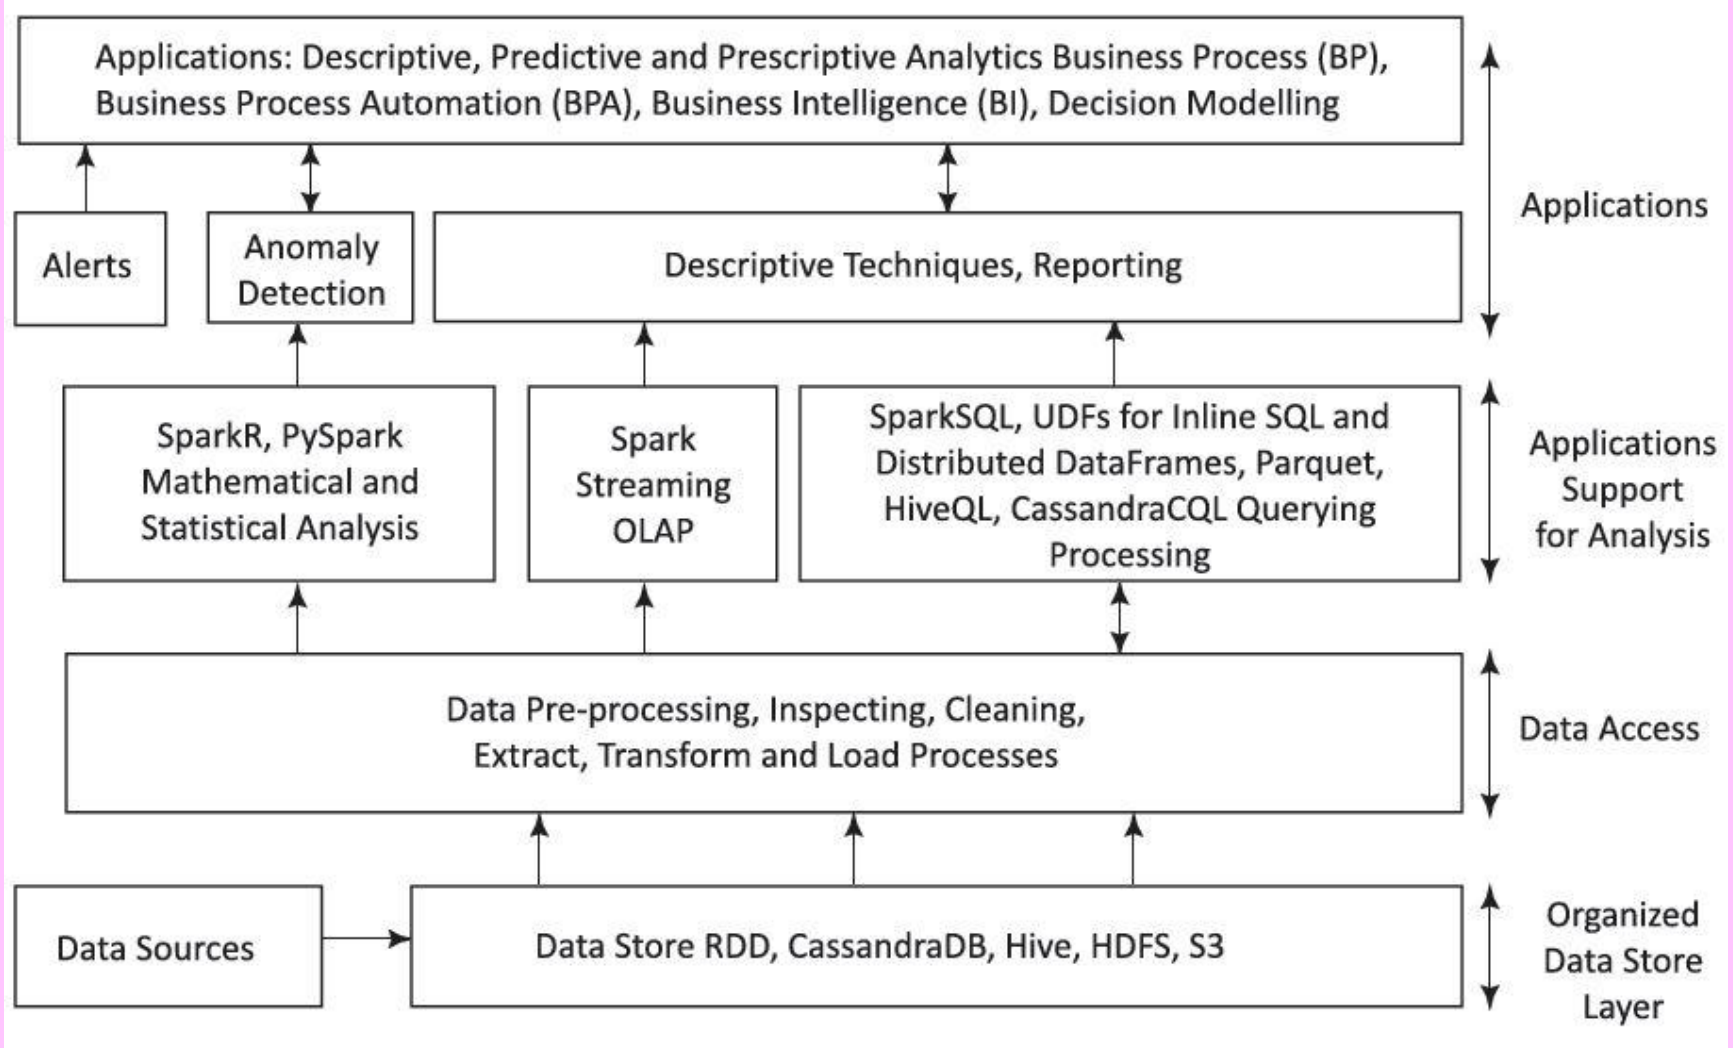 Applications: Descriptive, Predictive and Prescriptive Analytics Business Process (BP),
Business Process Automation (BPA), Business Intelligence (BI), Decision Modelling
Applications
Alerts
Anomaly
Detection
Descriptive Techniques, Reporting
SparkR, PySpark
Mathematical and
Statistical Analysis
Spark
Streaming
OLAP
SparkSQL, UDFs for Inline SQL and
Distributed DataFrames, Parquet,
HiveQL, CassandraCQL Querying
Processing
Applications
Support
for Analysis
Data Pre-processing, Inspecting, Cleaning,
Extract, Transform and Load Processes
Data Access
Data Sources
Data Store RDD, CassandraDB, Hive, HDFS, S3
Organized
Data Store
Layer